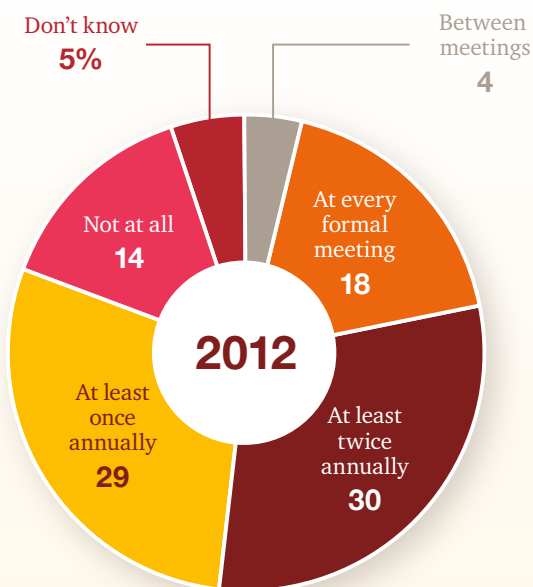 Don’t know
5%
Between
meetings
4
At every
formal
meeting
18
Not at all
14
2012
At least
once
annually
29
At least
twice
annually
30